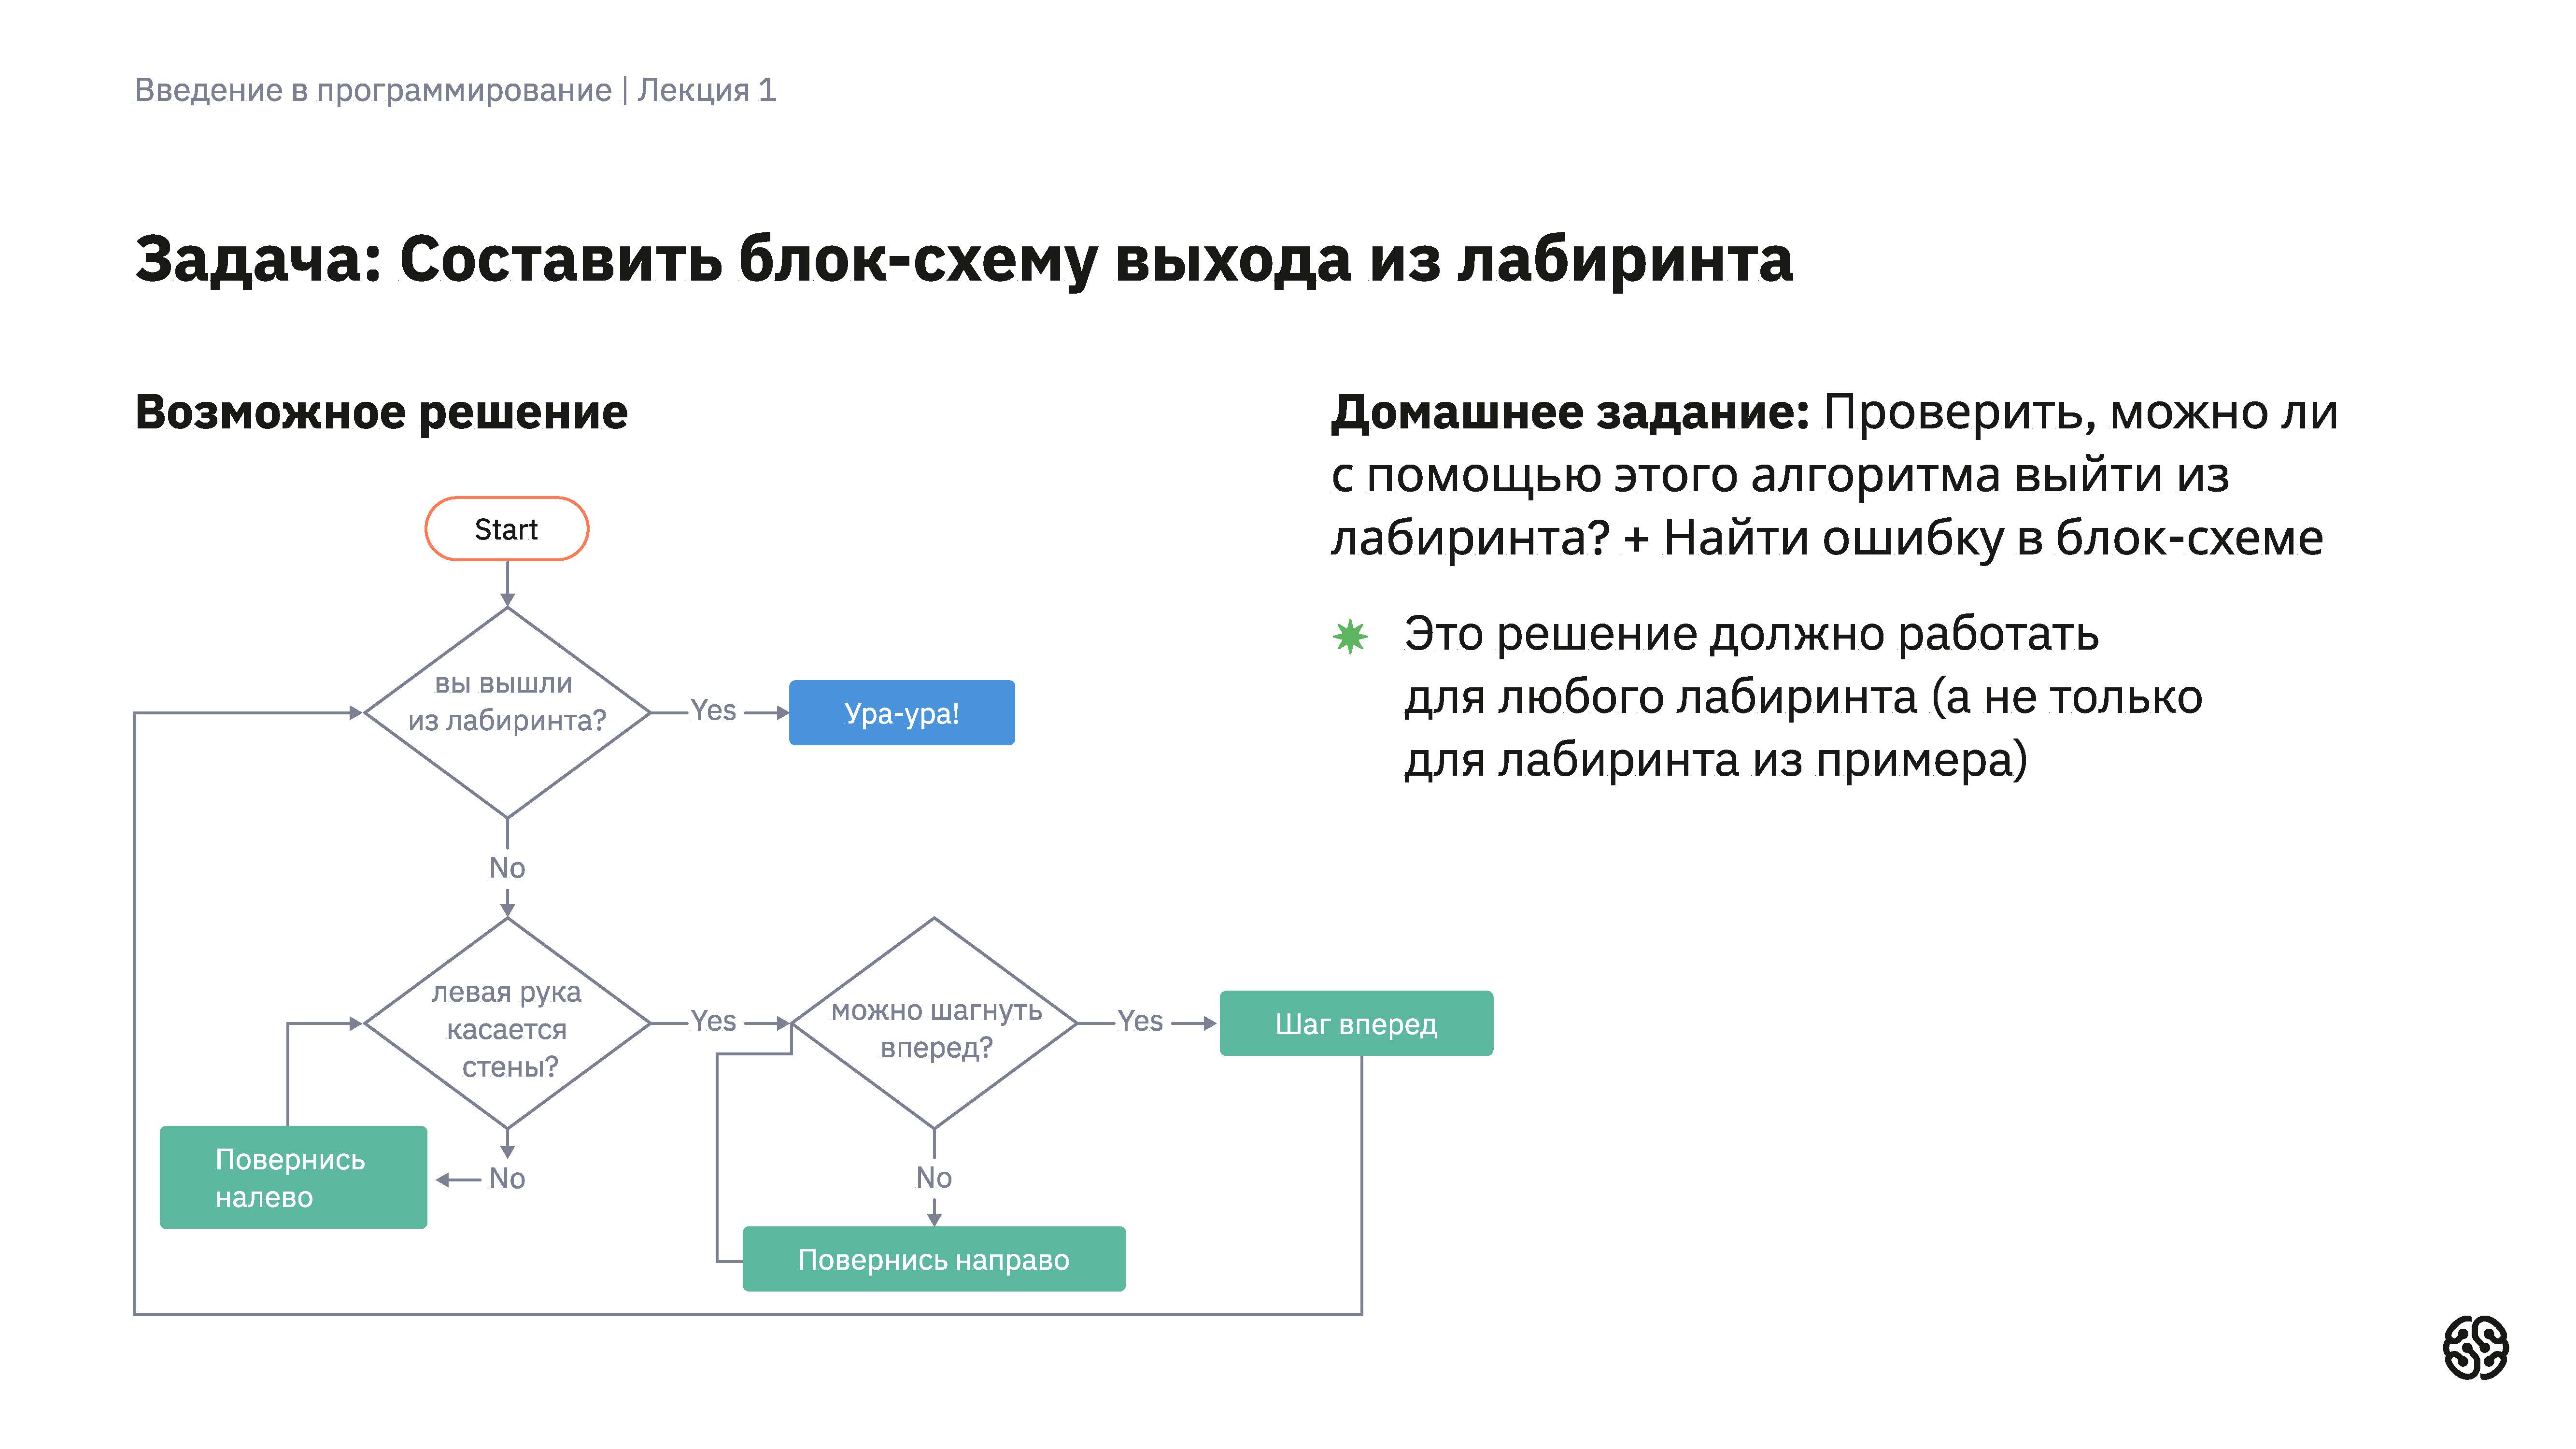 Введение в программирование | Лекция 1
Задача: Составить блок-схему выхода из лабиринта
Возможное решение
Start
вы вышли
из лабиринта?
Yes
Ура-ура!
No
левая рука
касается
стены?
Yes
можно шагнуть
вперед?
Yes
Шаг вперед
Повернись
налево
No
No
Повернись направо
Домашнее задание: Проверить, можно ли
с помощью этого алгоритма выйти из
лабиринта? + Найти ошибку в блок-схеме
Это решение должно работать
для любого лабиринта (а не только
для лабиринта из примера)